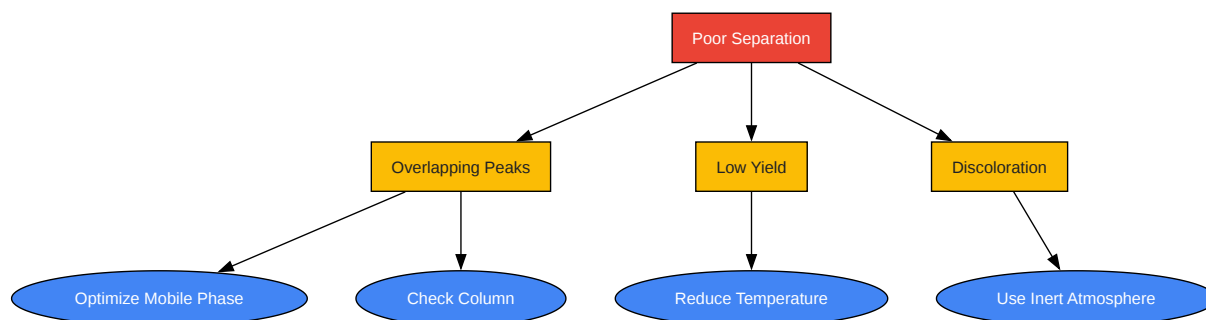 Poor Separation
Overlapping Peaks
Low Yield
Discoloration
Optimize Mobile Phase
Check Column
Reduce Temperature
Use Inert Atmosphere